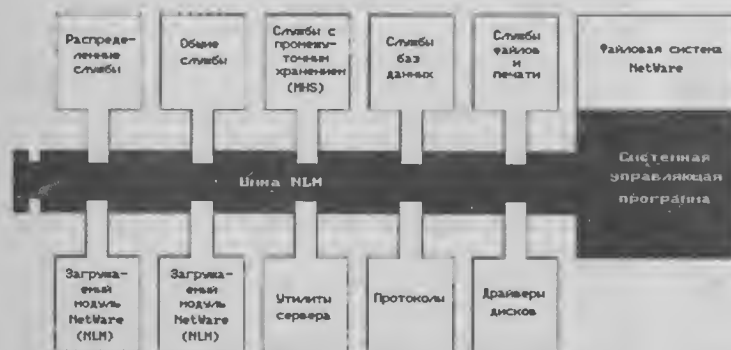 Распреде-
ленные
службы
Общие
службы
Службы с
промежу-
точным
хранением
(MHS)
Службы
баз
данных
Службы
файлов
и
печати
Файловая система
NetWare
Шина NLM
Системная
управляющая
программа
Загружа-
емый
модуль
NetWare
(NLM)
Загружа-
емый
модуль
NetWare
(NLM)
Утилиты
сервера
Протоколы
Драйверы
дисков